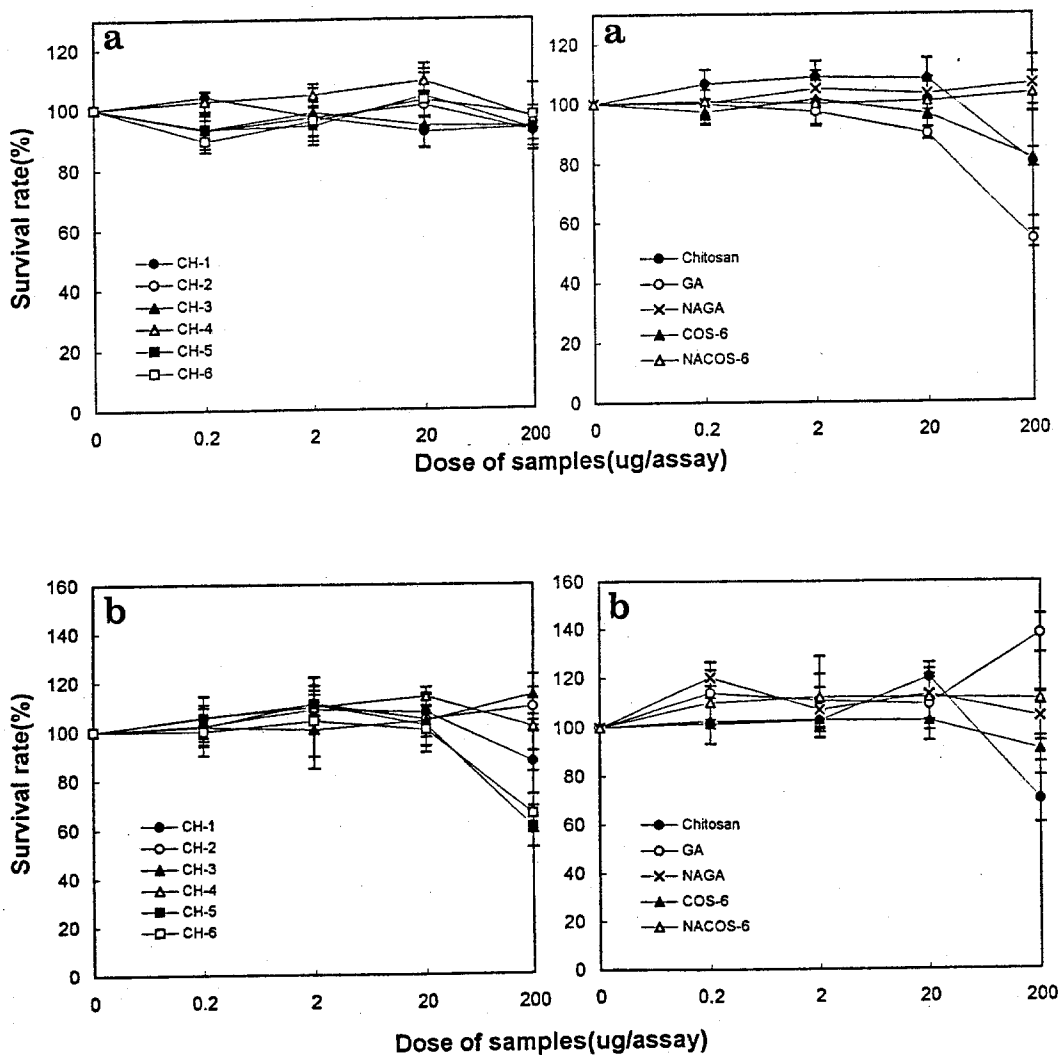 a
120
100
80
60
40
20
0
Survival rate(%)
CH-1
CH-2
CH-3
CH-4
CH-5
CH-6
0 0.2 2 20 200
a
120
100
80
60
40
20
0
Chitosan
GA
NAGA
COS-6
NACOS-6
0 0.2 2 20 200
Dose of samples(ug/assay)
b
160
140
120
100
80
60
40
20
0
Survival rate(%)
CH-1
CH-2
CH-3
CH-4
CH-5
CH-6
0 0.2 2 20 200
b
160
140
120
100
80
60
40
20
0
Chitosan
GA
NAGA
COS-6
NACOS-6
0 0.2 2 20 200
Dose of samples(ug/assay)